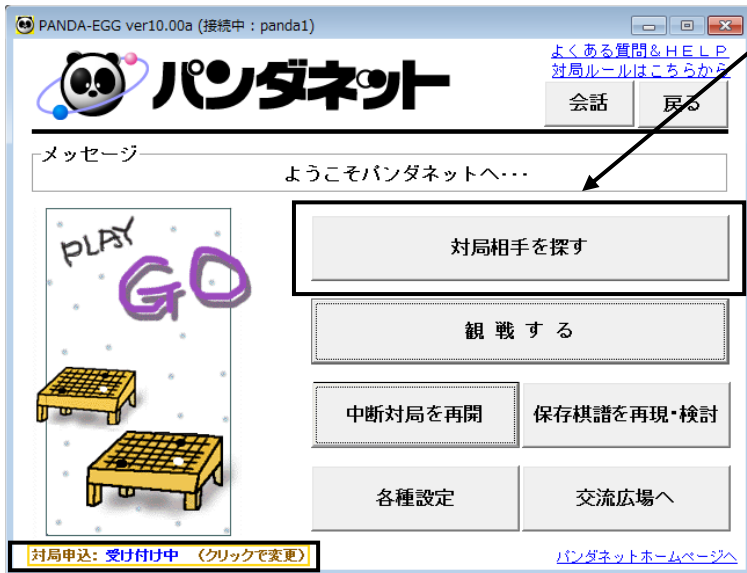 PANDA-EGG ver10.00a (接続中：panda1)
パンダネット
よくある質問&ＨＥＬＰ
対局ルールはこちらから
会話
戻る
メッセージ
ようこそパンダネットへ・・・
PLAY
GO
対局相手を探す
観 戦 す る
中断対局を再開
保存棋譜を再現・検討
各種設定
交流広場へ
対局申込: 受け付け中 （クリックで変更）
パンダネットホームページへ